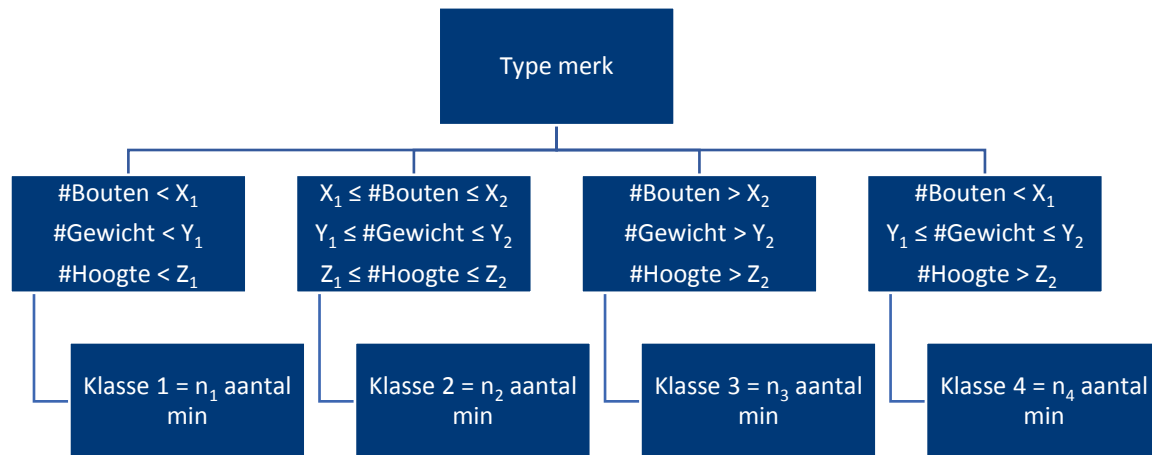 Type merk
#Bouten < X₁
#Gewicht < Y₁
#Hoogte < Z₁
X₁ ≤ #Bouten ≤ X₂
Y₁ ≤ #Gewicht ≤ Y₂
Z₁ ≤ #Hoogte ≤ Z₂
#Bouten > X₂
#Gewicht > Y₂
#Hoogte > Z₂
#Bouten < X₁
Y₁ ≤ #Gewicht ≤ Y₂
#Hoogte > Z₂
Klasse 1 = n₁ aantal
min
Klasse 2 = n₂ aantal
min
Klasse 3 = n₃ aantal
min
Klasse 4 = n₄ aantal
min